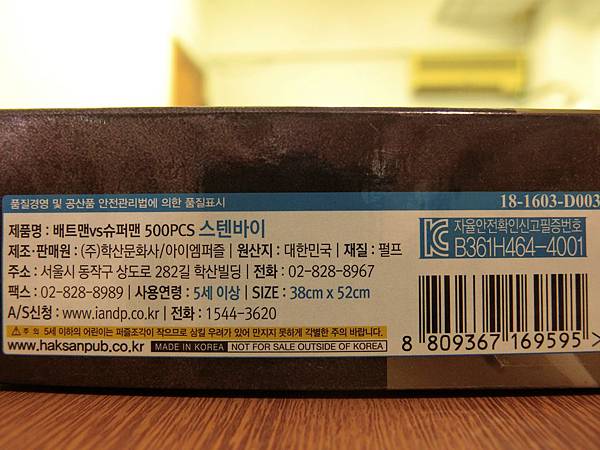 품질경영 및 공산품 안전관리법에 의한 품질표시
18-1603-D003
제품명 : 배트맨vs슈퍼맨 500PCS 스텐바이
제조·판매원 : (주)학산문화사/아이엠퍼즐 | 원산지 : 대한민국 | 재질 : 펄프
주소 : 서울시 동작구 상도로 282길 학산빌딩 | 전화 : 02-828-8967
팩스 : 02-828-8989 | 사용연령 : 5세 이상 | SIZE : 38cm x 52cm
A/S신청 : www.iandp.co.kr | 전화 : 1544-3620
주 의 : 5세 이하의 어린이는 퍼즐조각이 작으므로 삼킬 우려가 있어 만지지 못하게 각별한 주의 바랍니다.
www.haksanpub.co.kr MADE IN KOREA NOT FOR SALE OUTSIDE OF KOREA
자율안전확인신고필증번호
B361H464-4001
8 809367 169595 >